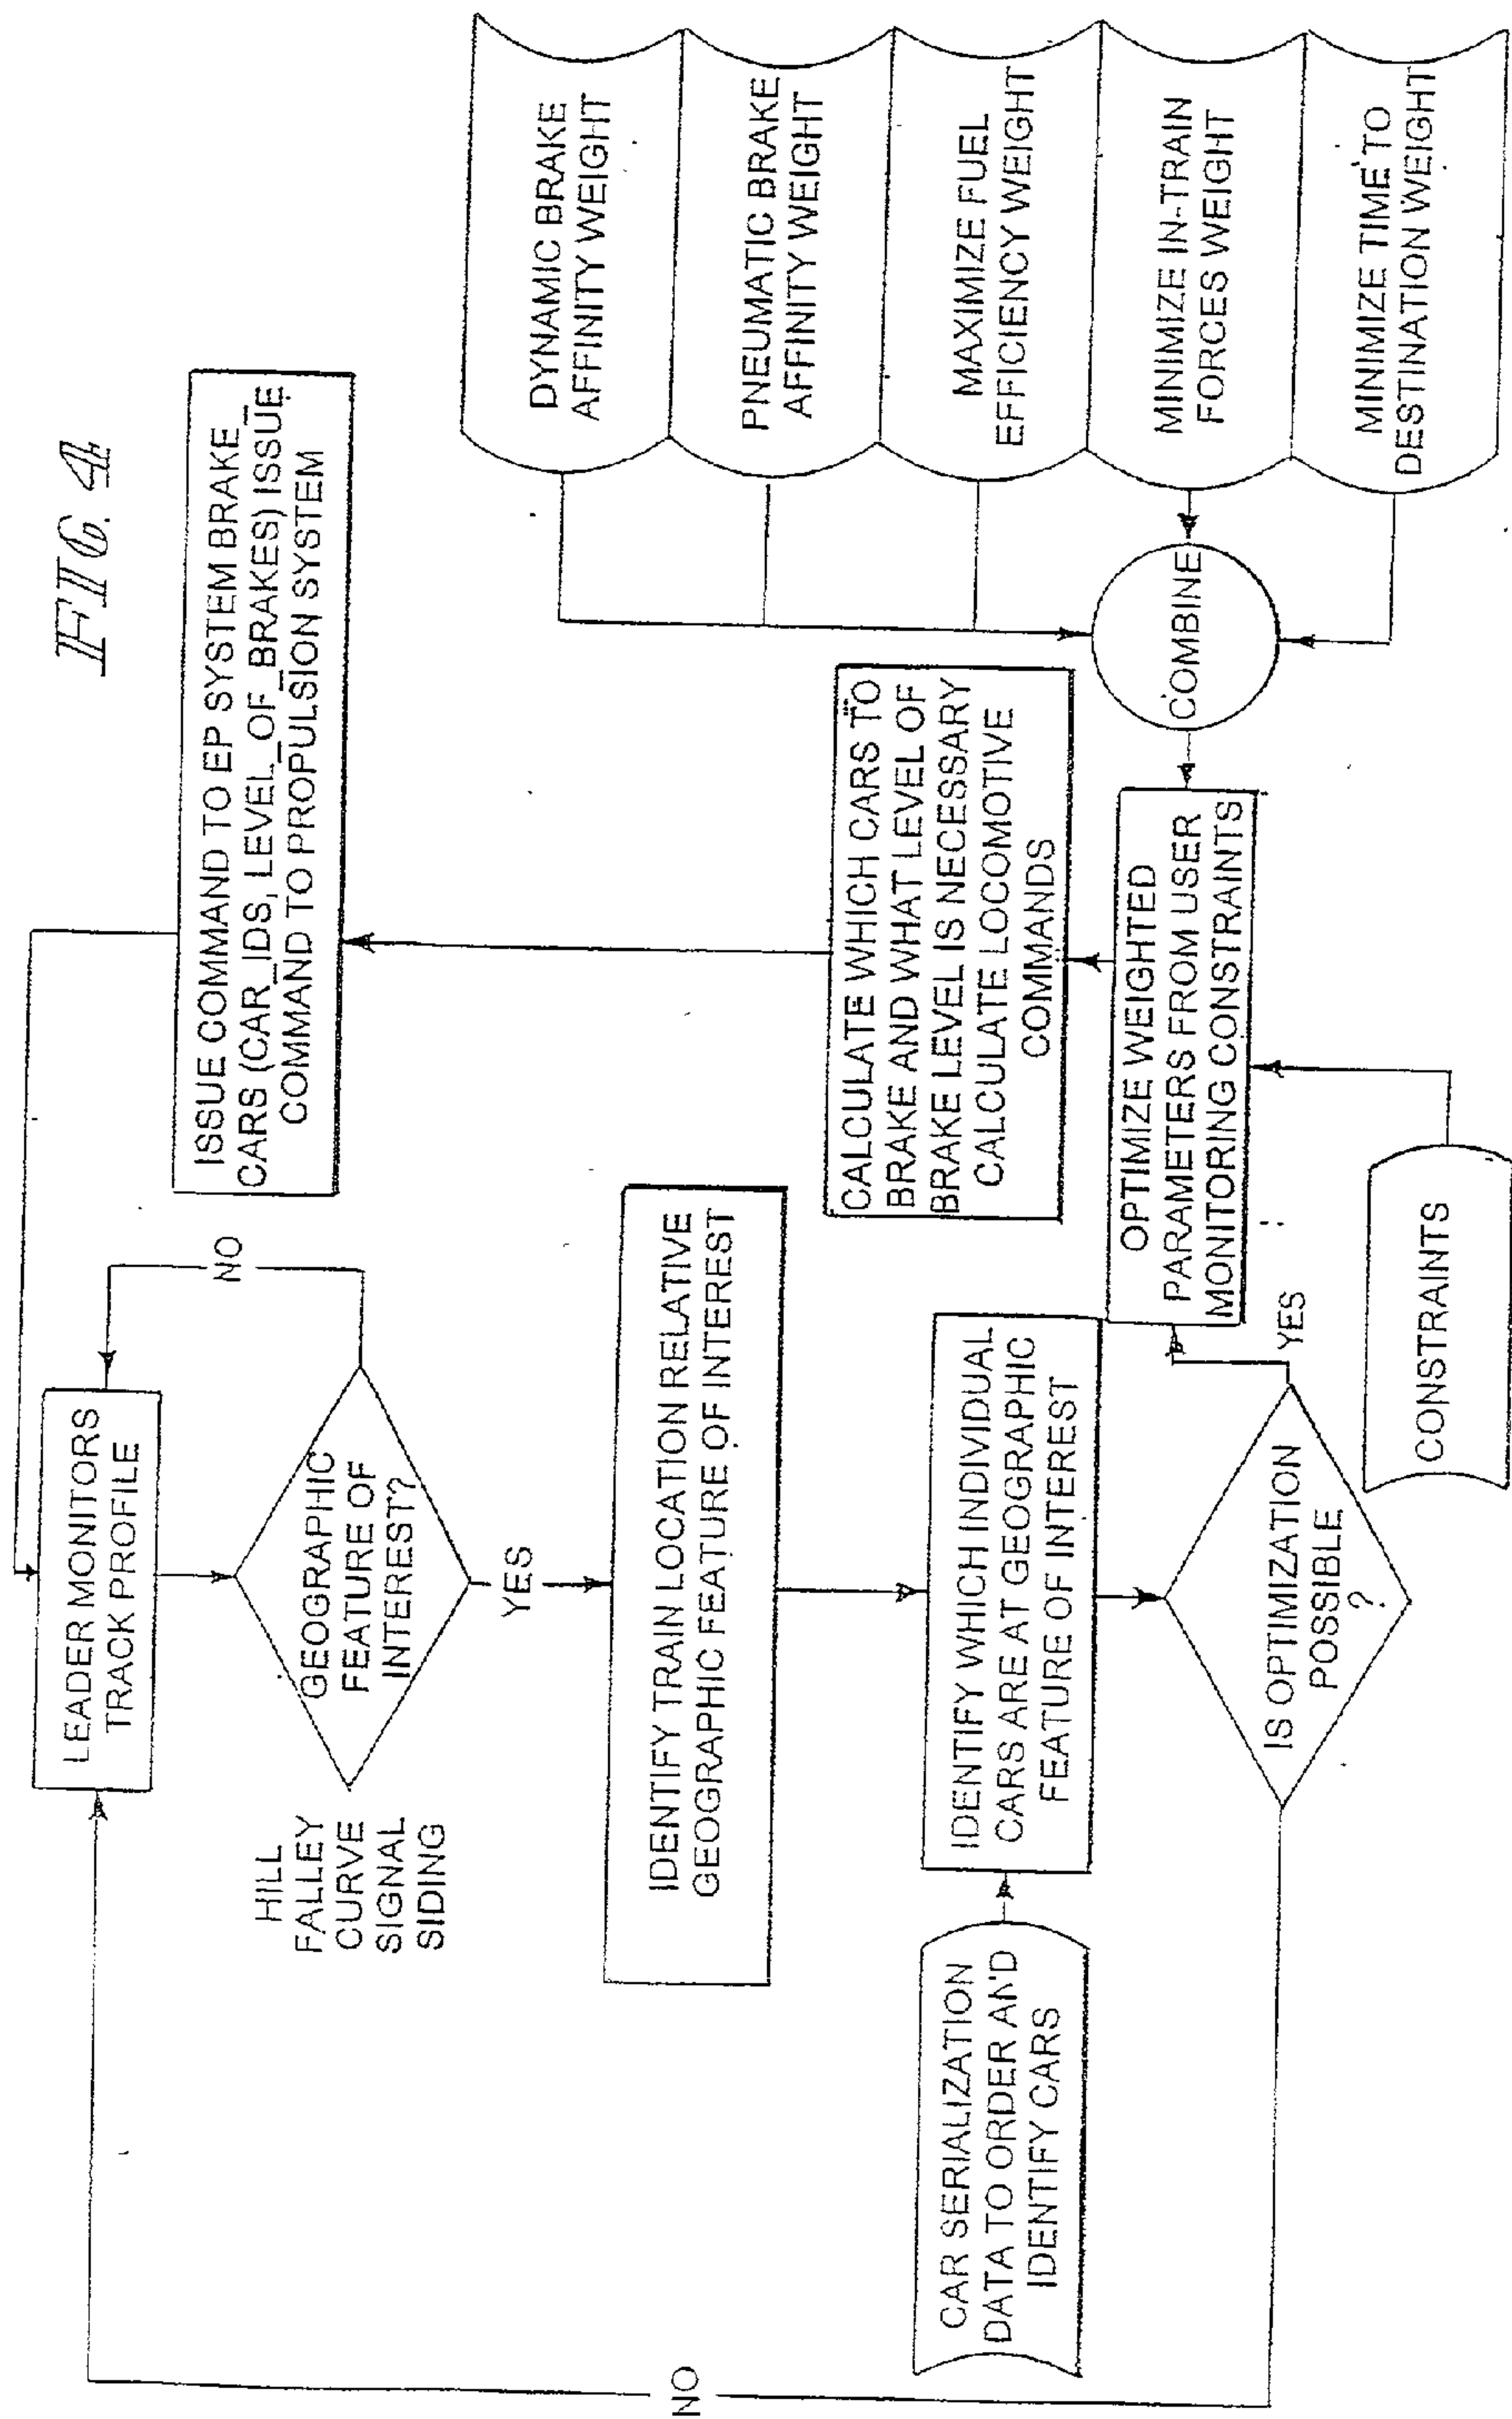 FIG. 4
LEADER MONITORS
TRACK PROFILE
NO
GEOGRAPHIC
FEATURE OF
INTEREST?
HILL
FALLEY
CURVE
SIGNAL
SIDING
YES
IDENTIFY TRAIN LOCATION RELATIVE
GEOGRAPHIC FEATURE OF INTEREST
CAR SERIALIZATION
DATA TO ORDER AND
IDENTIFY CARS
IDENTIFY WHICH INDIVIDUAL
CARS ARE AT GEOGRAPHIC
FEATURE OF INTEREST
IS OPTIMIZATION
POSSIBLE
?
NO
YES
CONSTRAINTS
OPTIMIZE WEIGHTED
PARAMETERS FROM USER
MONITORING CONSTRAINTS
CALCULATE WHICH CARS TO
BRAKE AND WHAT LEVEL OF
BRAKE LEVEL IS NECESSARY
CALCULATE LOCOMOTIVE
COMMANDS
ISSUE COMMAND TO EP SYSTEM BRAKE_
CARS (CAR_IDS, LEVEL_OF_BRAKES) ISSUE
COMMAND TO PROPULSION SYSTEM
COMBINE
DYNAMIC BRAKE
AFFINITY WEIGHT
PNEUMATIC BRAKE
AFFINITY WEIGHT
MAXIMIZE FUEL
EFFICIENCY WEIGHT
MINIMIZE IN-TRAIN
FORCES WEIGHT
MINIMIZE TIME TO
DESTINATION WEIGHT